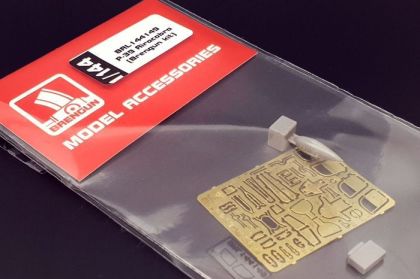 1/144
BRL144149
P-39 Airacobra
(Brengun kit)
BRENGUN
MODEL ACCESSORIES